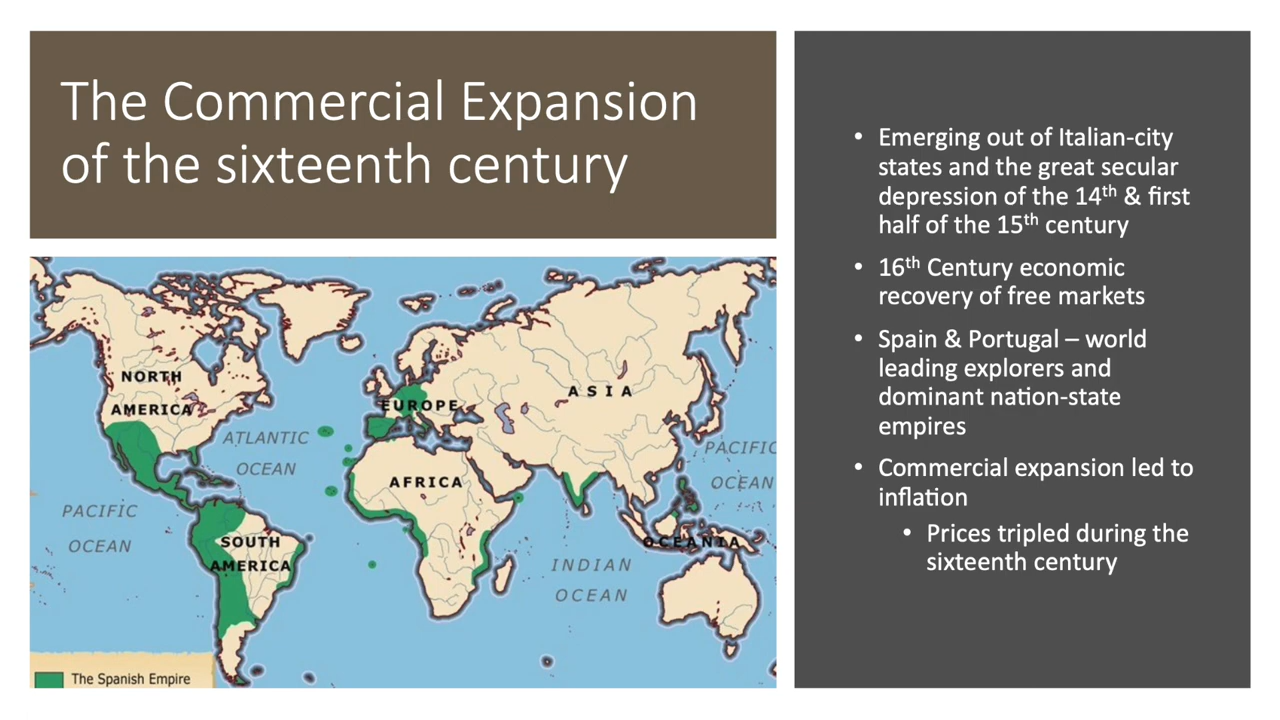 The Commercial Expansion
of the sixteenth century
NORTH
AMERICA
ATLANTIC
OCEAN
PACIFIC
OCEAN
SOUTH
AMERICA
EUROPE
AFRICA
ASIA
INDIAN
OCEAN
PACIFIC
OCEAN
OCEANIA
The Spanish Empire
• Emerging out of Italian-city
states and the great secular
depression of the 14th & first
half of the 15th century
• 16th Century economic
recovery of free markets
• Spain & Portugal – world
leading explorers and
dominant nation-state
empires
• Commercial expansion led to
inflation
• Prices tripled during the
sixteenth century